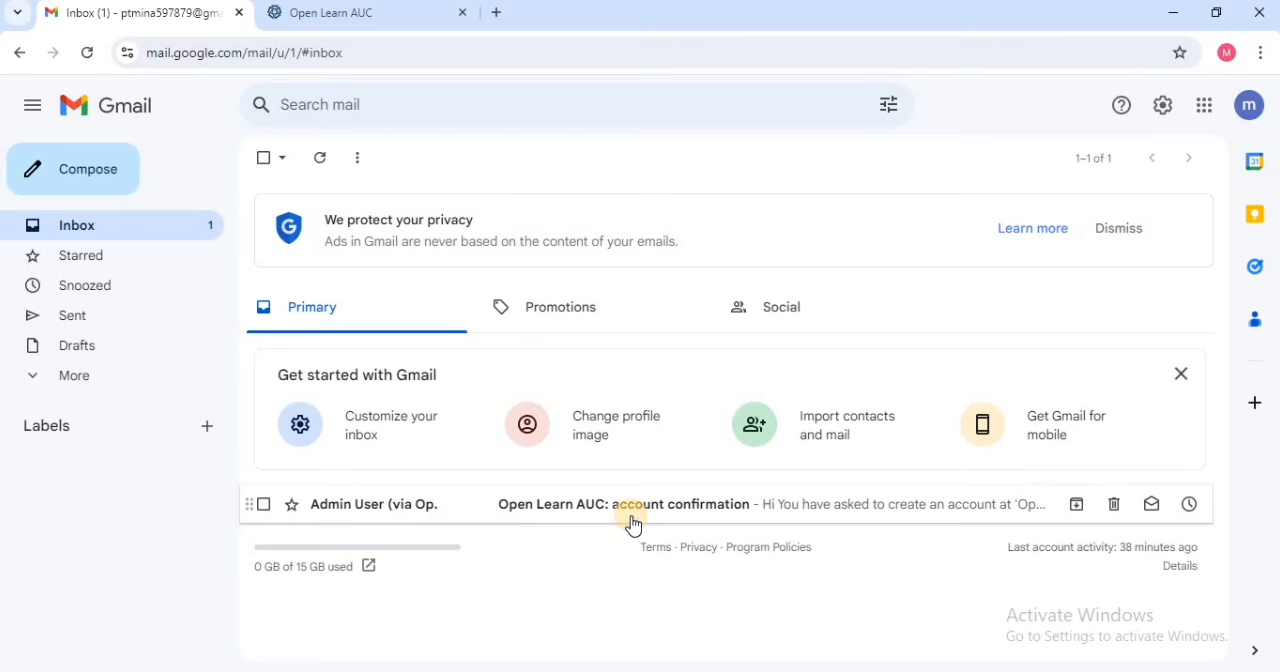 Inbox (1) - ptmina597879@gm
Open Learn AUC
mail.google.com/mail/u/1/#inbox
M
Gmail
Search mail
m
Compose
1–1 of 1
31
We protect your privacy
Ads in Gmail are never based on the content of your emails.
Learn more
Dismiss
Inbox 1
Starred
Snoozed
Sent
Drafts
More
Labels
Primary
Promotions
Social
Get started with Gmail
Customize your
inbox
Change profile
image
Import contacts
and mail
Get Gmail for
mobile
Admin User (via Op. Open Learn AUC: account confirmation - Hi You have asked to create an account at 'Op...
0 GB of 15 GB used
Terms · Privacy · Program Policies
Last account activity: 38 minutes ago
Details
Activate Windows
Go to Settings to activate Windows.